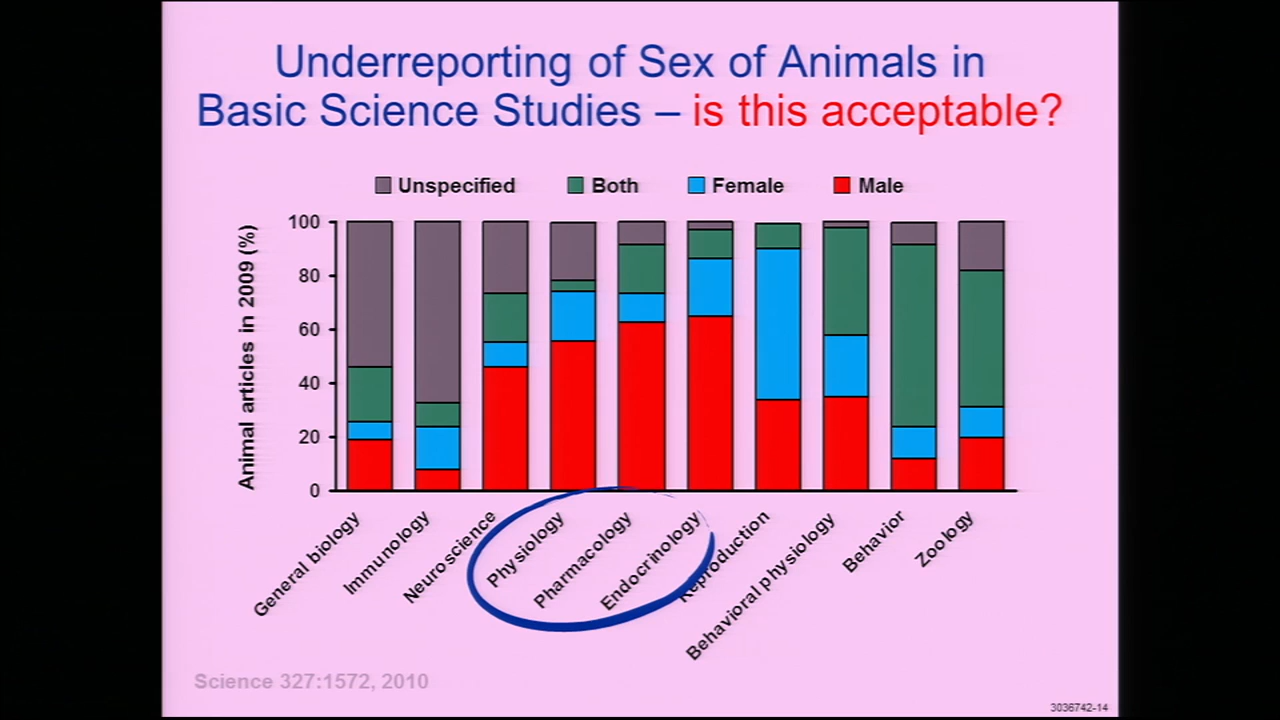 Underreporting of Sex of Animals in
Basic Science Studies – is this acceptable?
Unspecified Both Female Male
Animal articles in 2009 (%)
100
80
60
40
20
0
General biology
Immunology
Neuroscience
Physiology
Pharmacology
Endocrinology
Reproduction
Behavioral physiology
Behavior
Zoology
Science 327:1572, 2010
3036742-14